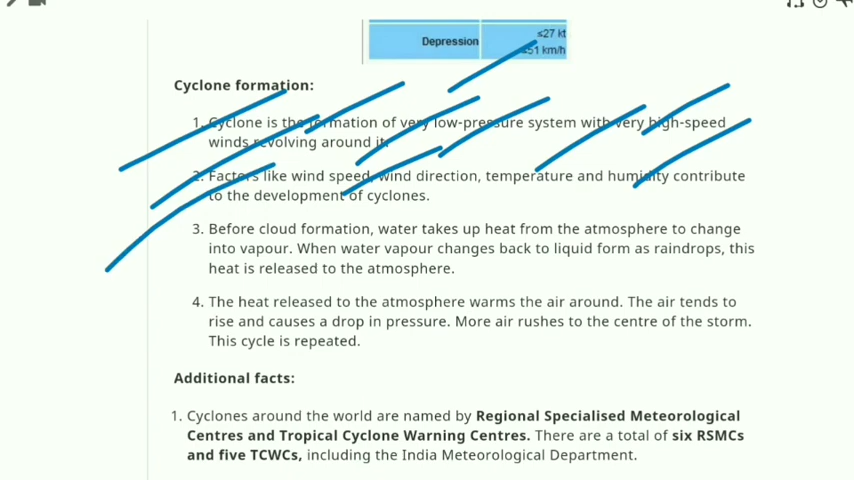 Depression
≤27 kt
≤51 km/h
Cyclone formation:
1. Cyclone is the formation of very low-pressure system with very high-speed
winds revolving around it.
2. Factors like wind speed, wind direction, temperature and humidity contribute
to the development of cyclones.
3. Before cloud formation, water takes up heat from the atmosphere to change
into vapour. When water vapour changes back to liquid form as raindrops, this
heat is released to the atmosphere.
4. The heat released to the atmosphere warms the air around. The air tends to
rise and causes a drop in pressure. More air rushes to the centre of the storm.
This cycle is repeated.
Additional facts:
1. Cyclones around the world are named by Regional Specialised Meteorological
Centres and Tropical Cyclone Warning Centres. There are a total of six RSMCs
and five TCWCs, including the India Meteorological Department.